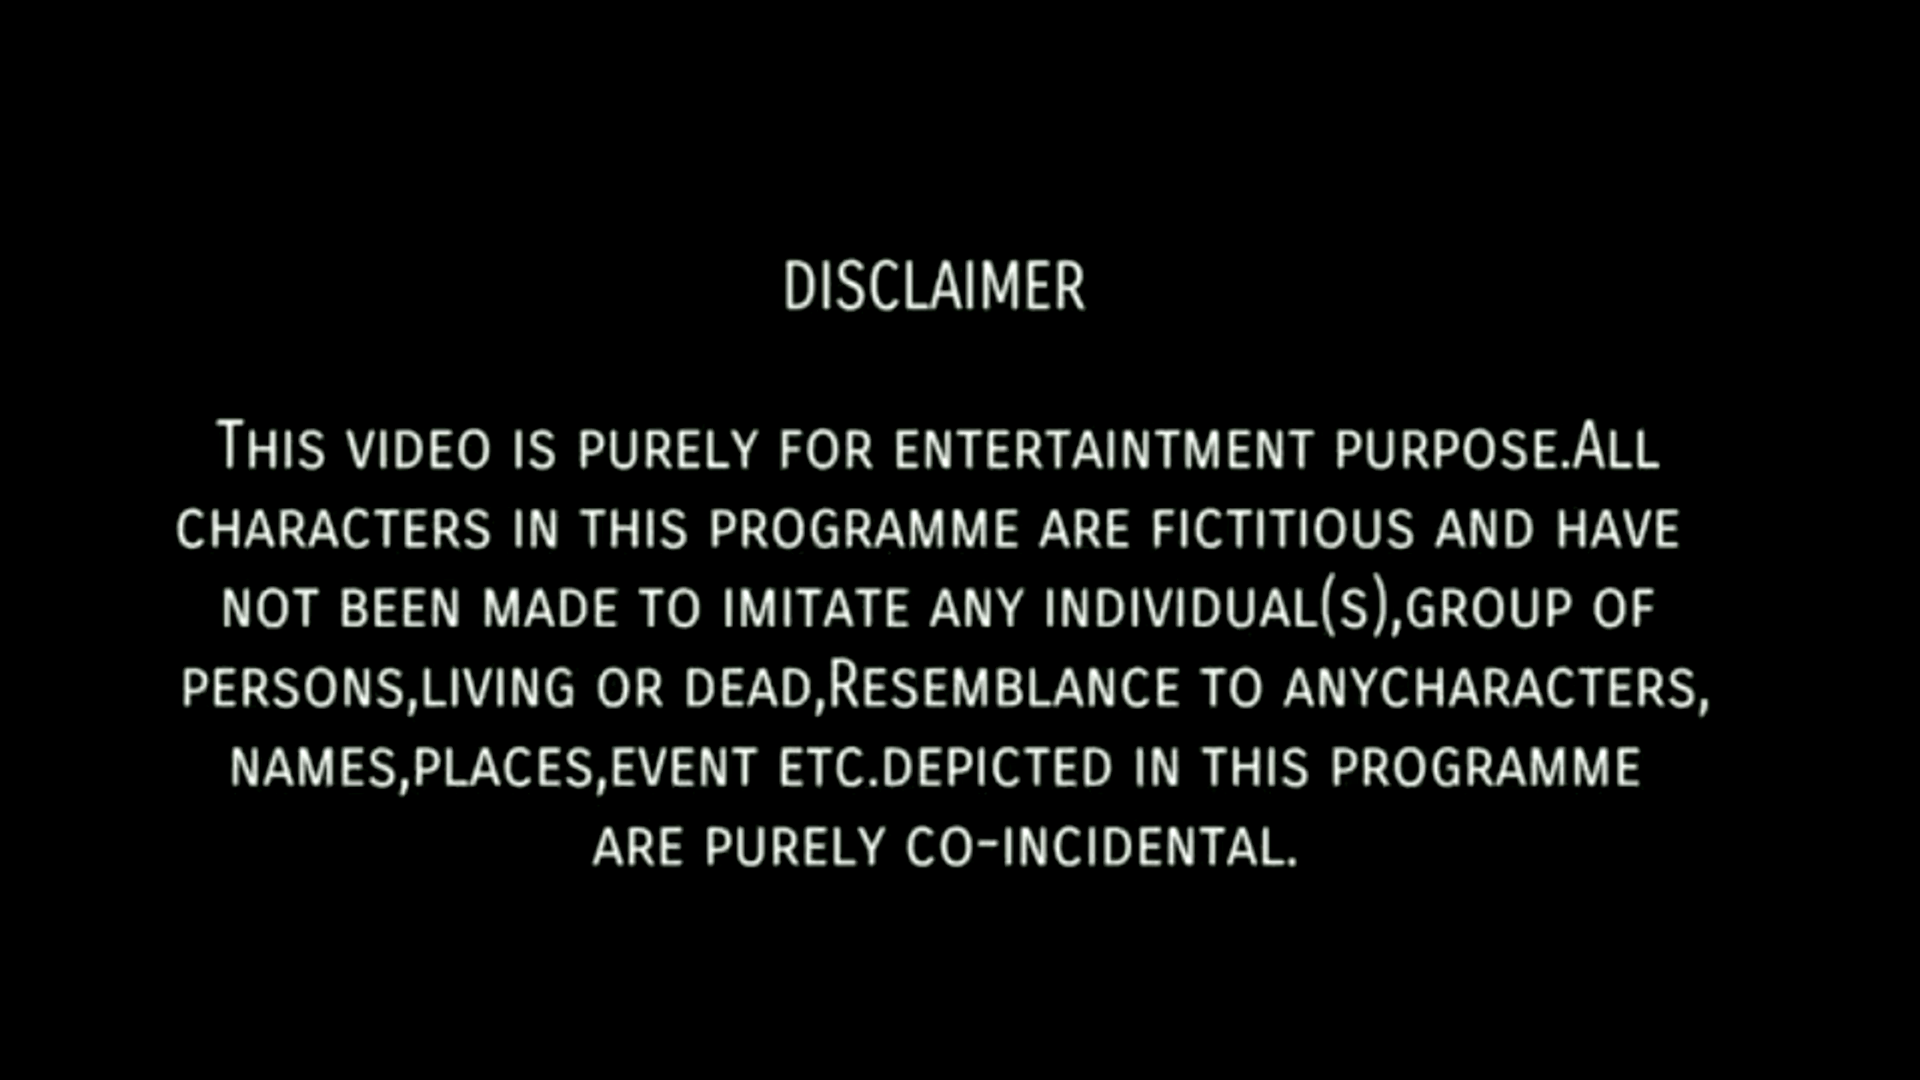 DISCLAIMER
This video is purely for entertaintment purpose.All
characters in this programme are fictitious and have
not been made to imitate any individual(s),group of
persons,living or dead,Resemblance to anycharacters,
names,places,event etc.depicted in this programme
are purely co-incidental.